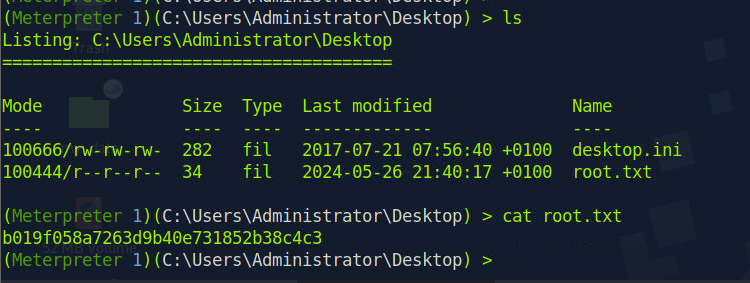 (Meterpreter 1)(C:\Users\Administrator\Desktop) > ls
Listing: C:\Users\Administrator\Desktop
=======================================
Mode              Size  Type  Last modified              Name
----              ----  ----  -------------              ----
100666/rw-rw-rw-  282   fil   2017-07-21 07:56:40 +0100  desktop.ini
100444/r--r--r--  34    fil   2024-05-26 21:40:17 +0100  root.txt
(Meterpreter 1)(C:\Users\Administrator\Desktop) > cat root.txt
b019f058a7263d9b40e731852b38c4c3
52 MB Volume
(Meterpreter 1)(C:\Users\Administrator\Desktop) >